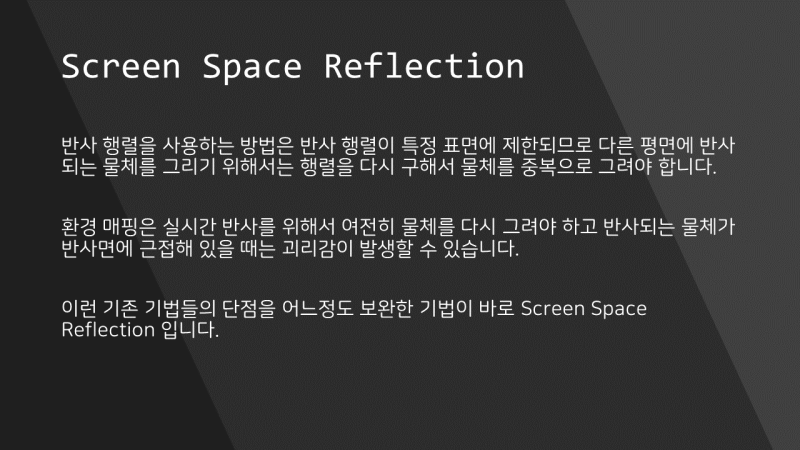 Screen Space Reflection
반사 행렬을 사용하는 방법은 반사 행렬이 특정 표면에 제한되므로 다른 평면에 반사
되는 물체를 그리기 위해서는 행렬을 다시 구해서 물체를 중복으로 그려야 합니다.
환경 매핑은 실시간 반사를 위해서 여전히 물체를 다시 그려야 하고 반사되는 물체가
반사면에 근접해 있을 때는 괴리감이 발생할 수 있습니다.
이런 기존 기법들의 단점을 어느정도 보완한 기법이 바로 Screen Space
Reflection 입니다.